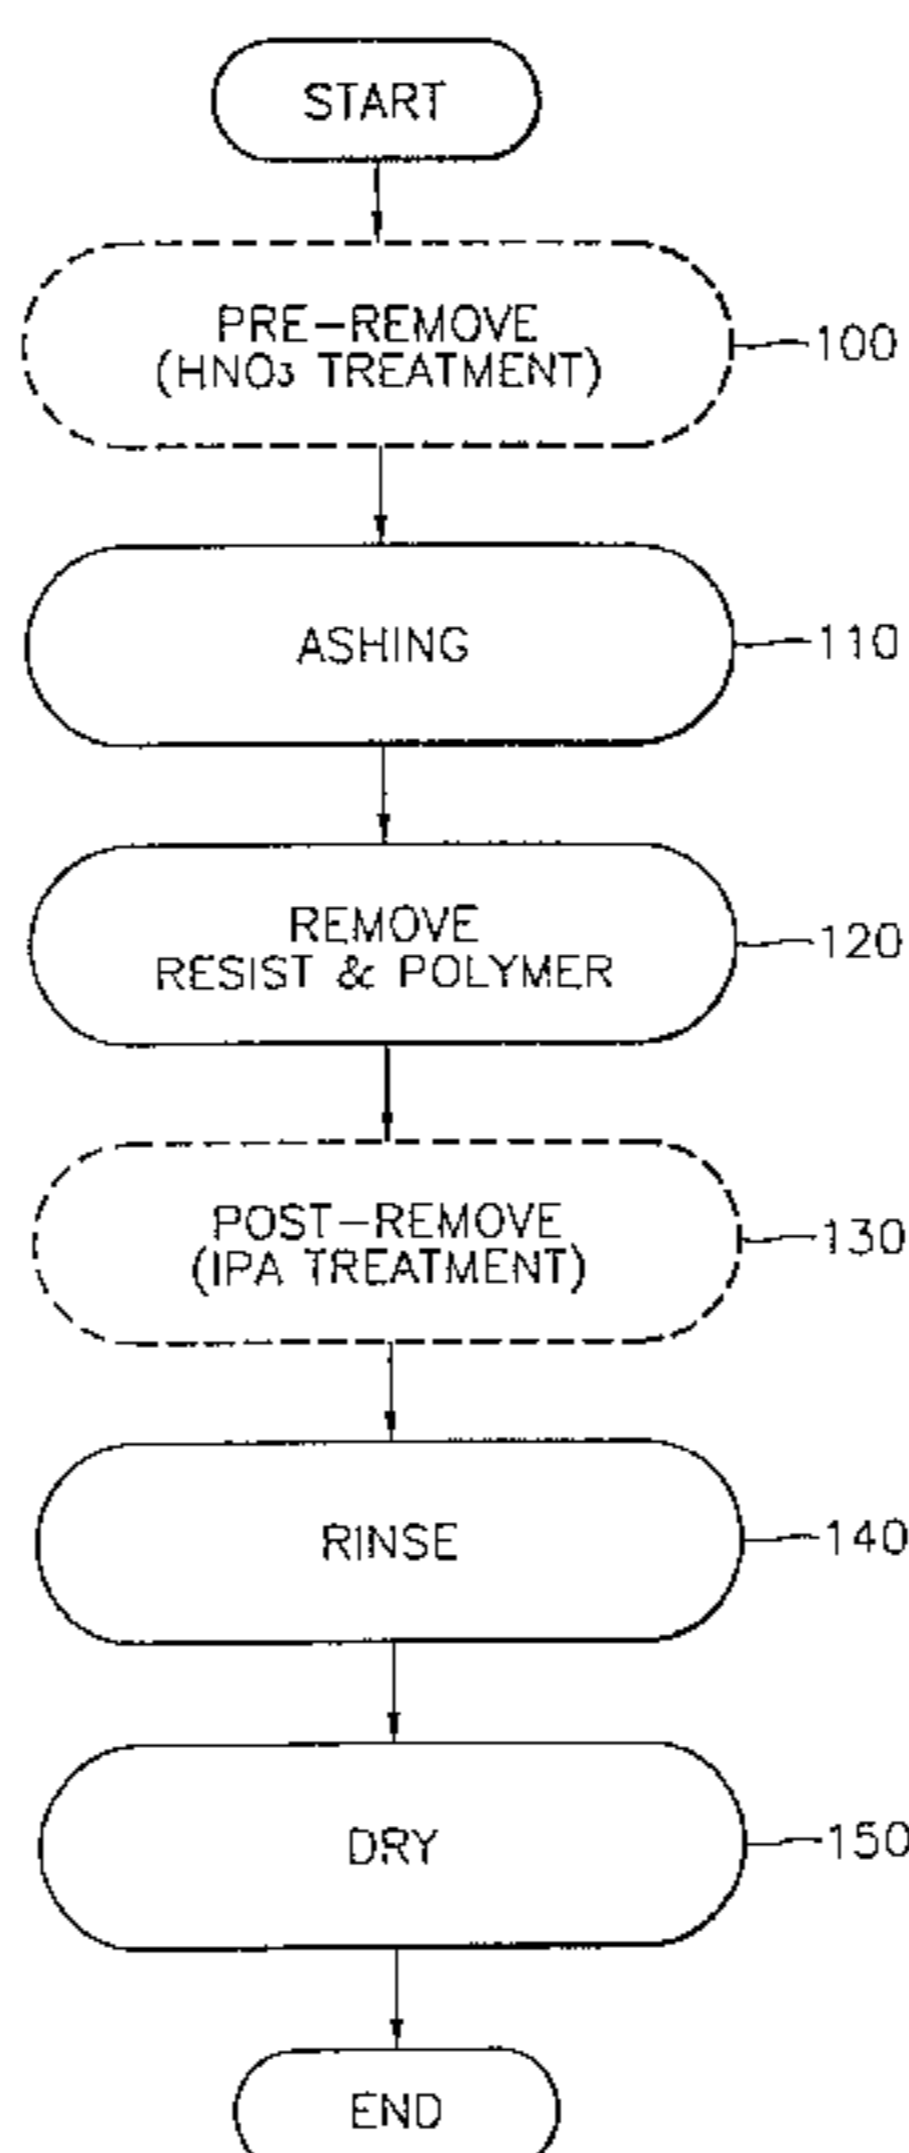 START
PRE-REMOVE
(HNO₃ TREATMENT)
100
ASHING
110
REMOVE
RESIST & POLYMER
120
POST-REMOVE
(IPA TREATMENT)
130
RINSE
140
DRY
150
END